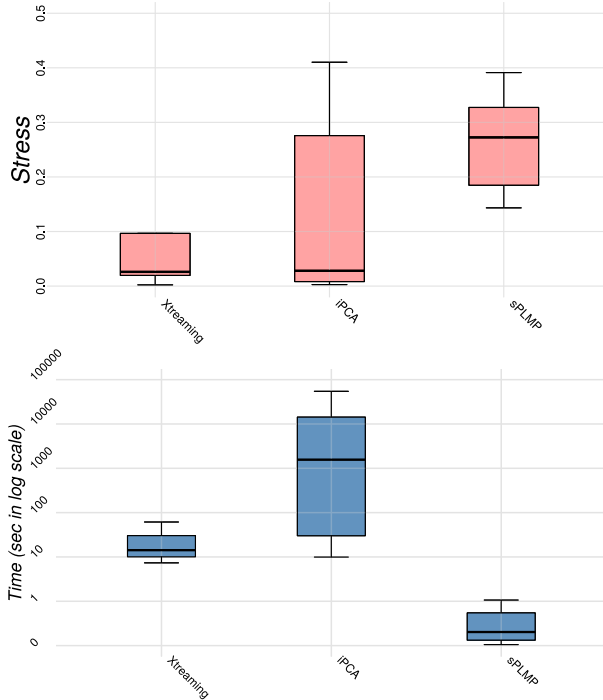 Stress
0.5
0.4
0.3
0.2
0.1
0.0
Xtreaming
iPCA
sPLMP
Time (sec in log scale)
100000
10000
1000
100
10
1
0
Xtreaming
iPCA
sPLMP